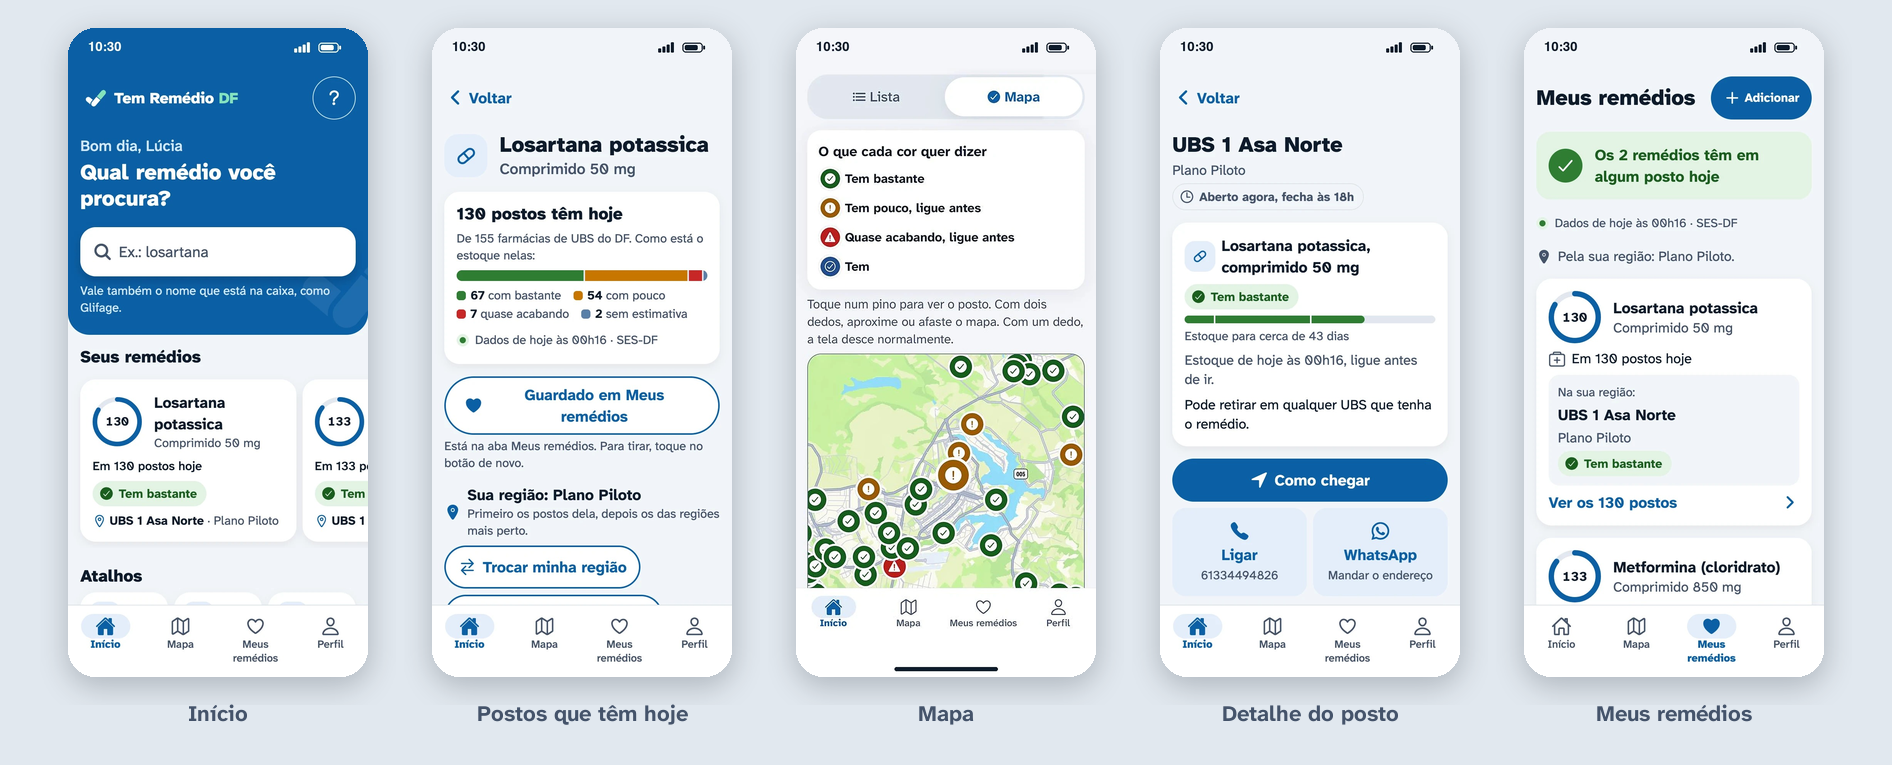 10:30
Tem Remédio DF
?
Bom dia, Lúcia
Qual remédio você
procura?
Ex.: losartana
Vale também o nome que está na caixa, como
Glifage.
Seus remédios
130
Losartana
potassica
Comprimido 50 mg
Em 130 postos hoje
Tem bastante
UBS 1 Asa Norte · Plano Piloto
133
Em 133 p
Tem
UBS 1
Atalhos
Início
Mapa
Meus
remédios
Perfil
Início
10:30
Voltar
Losartana potassica
Comprimido 50 mg
130 postos têm hoje
De 155 farmácias de UBS do DF. Como está o
estoque nelas:
67 com bastante
54 com pouco
7 quase acabando
2 sem estimativa
Dados de hoje às 00h16 · SES-DF
Guardado em Meus
remédios
Está na aba Meus remédios. Para tirar, toque no
botão de novo.
Sua região: Plano Piloto
Primeiro os postos dela, depois os das regiões
mais perto.
Trocar minha região
Início
Mapa
Meus
remédios
Perfil
Postos que têm hoje
10:30
Lista
Mapa
O que cada cor quer dizer
Tem bastante
Tem pouco, ligue antes
Quase acabando, ligue antes
Tem
Toque num pino para ver o posto. Com dois
dedos, aproxime ou afaste o mapa. Com um dedo,
a tela desce normalmente.
005
Início
Mapa
Meus remédios
Perfil
Mapa
10:30
Voltar
UBS 1 Asa Norte
Plano Piloto
Aberto agora, fecha às 18h
Losartana potassica,
comprimido 50 mg
Tem bastante
Estoque para cerca de 43 dias
Estoque de hoje às 00h16, ligue antes
de ir.
Pode retirar em qualquer UBS que tenha
o remédio.
Como chegar
Ligar
61334494826
WhatsApp
Mandar o endereço
Início
Mapa
Meus
remédios
Perfil
Detalhe do posto
10:30
Meus remédios
+ Adicionar
Os 2 remédios têm em
algum posto hoje
Dados de hoje às 00h16 · SES-DF
Pela sua região: Plano Piloto.
130
Losartana potassica
Comprimido 50 mg
Em 130 postos hoje
Na sua região:
UBS 1 Asa Norte
Plano Piloto
Tem bastante
Ver os 130 postos
133
Metformina (cloridrato)
Comprimido 850 mg
Início
Mapa
Meus
remédios
Perfil
Meus remédios